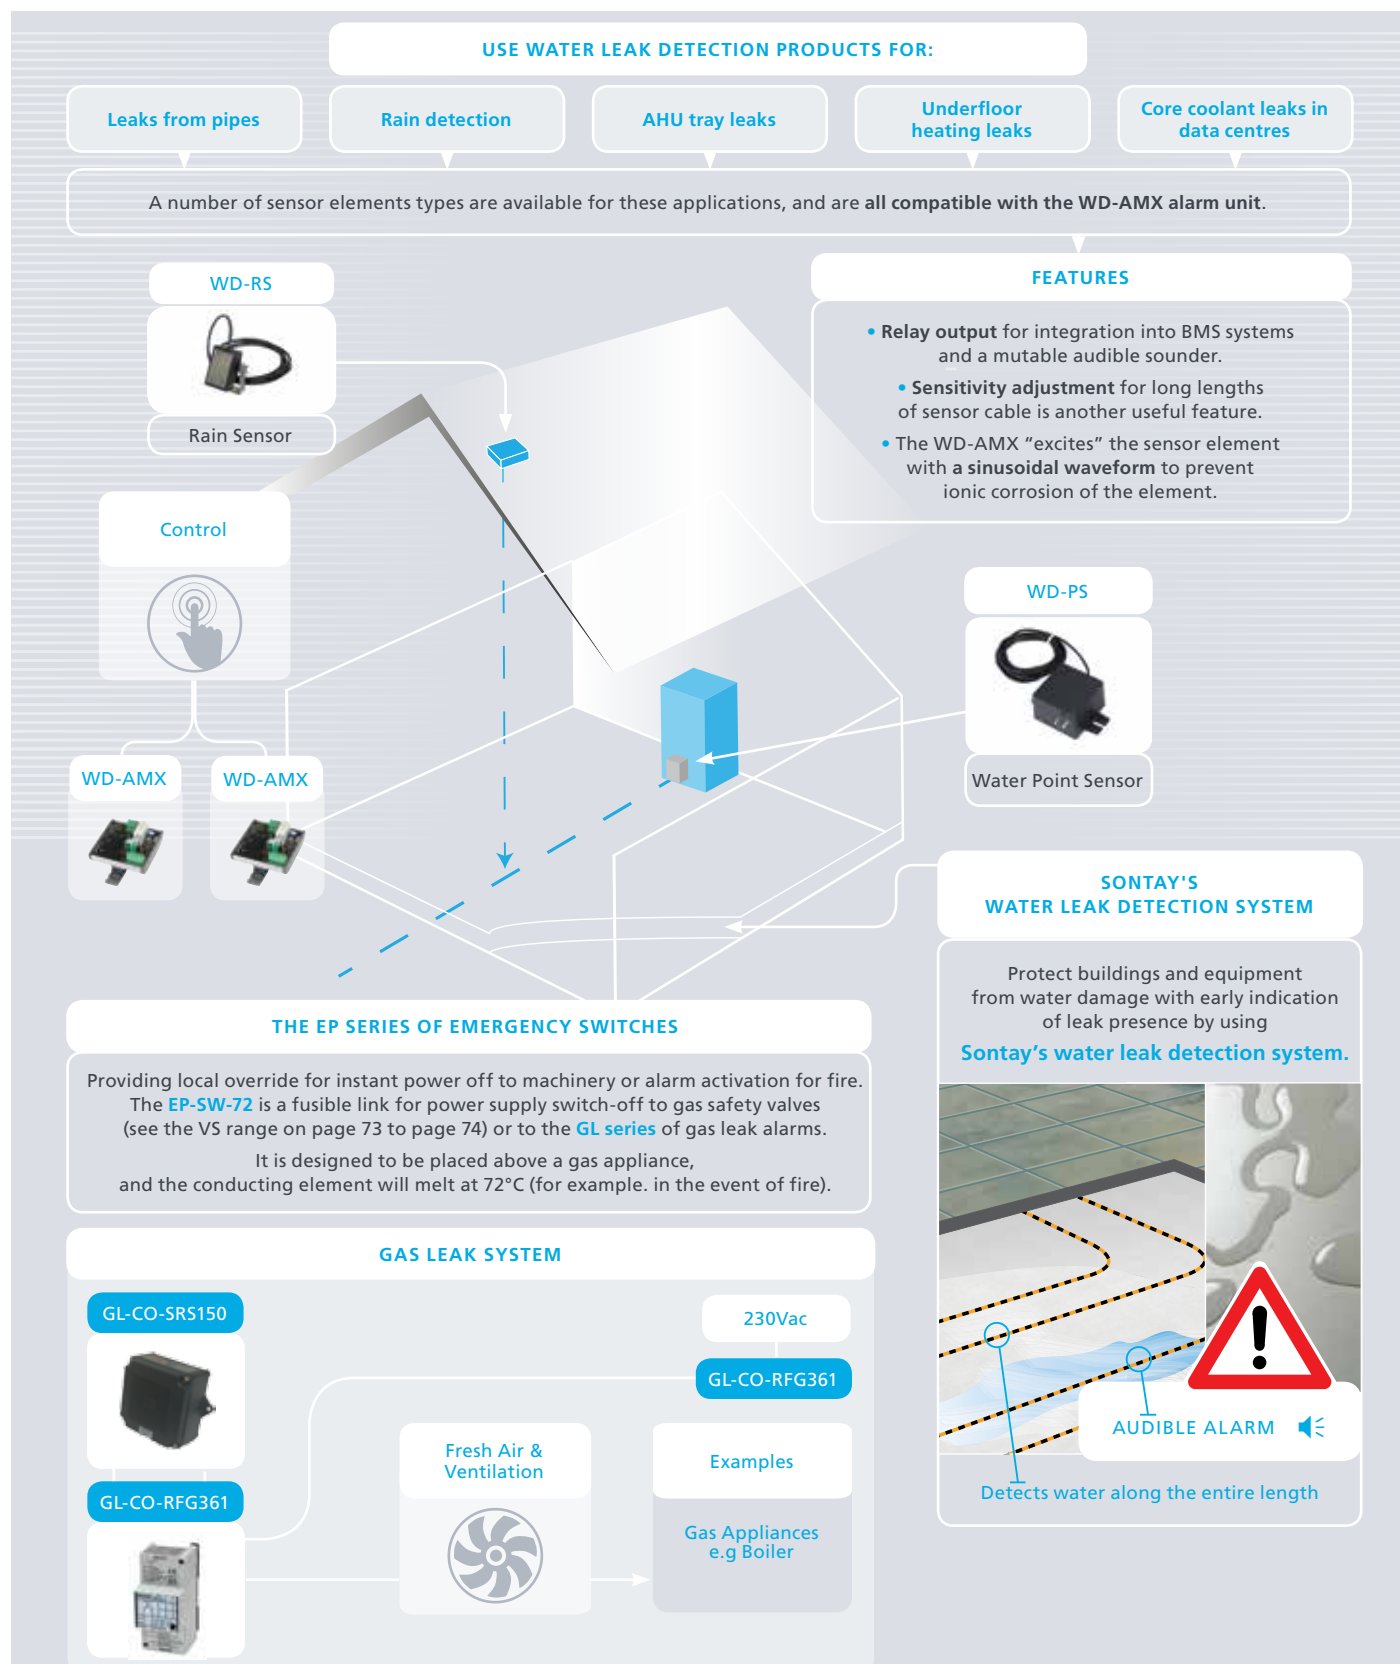 USE WATER LEAK DETECTION PRODUCTS FOR:
Leaks from pipes
Rain detection
AHU tray leaks
Underfloor
heating leaks
Core coolant leaks in
data centres
A number of sensor elements types are available for these applications, and are all compatible with the WD-AMX alarm unit.
WD-RS
Rain Sensor
FEATURES
• Relay output for integration into BMS systems
and a mutable audible sounder.
• Sensitivity adjustment for long lengths
of sensor cable is another useful feature.
• The WD-AMX “excites” the sensor element
with a sinusoidal waveform to prevent
ionic corrosion of the element.
Control
WD-AMX
WD-AMX
WD-PS
Water Point Sensor
SONTAY'S
WATER LEAK DETECTION SYSTEM
Protect buildings and equipment
from water damage with early indication
of leak presence by using
Sontay’s water leak detection system.
AUDIBLE ALARM
Detects water along the entire length
THE EP SERIES OF EMERGENCY SWITCHES
Providing local override for instant power off to machinery or alarm activation for fire.
The EP-SW-72 is a fusible link for power supply switch-off to gas safety valves
(see the VS range on page 73 to page 74) or to the GL series of gas leak alarms.
It is designed to be placed above a gas appliance,
and the conducting element will melt at 72°C (for example. in the event of fire).
GAS LEAK SYSTEM
GL-CO-SRS150
GL-CO-RFG361
230Vac
GL-CO-RFG361
Fresh Air &
Ventilation
Examples
Gas Appliances
e.g Boiler